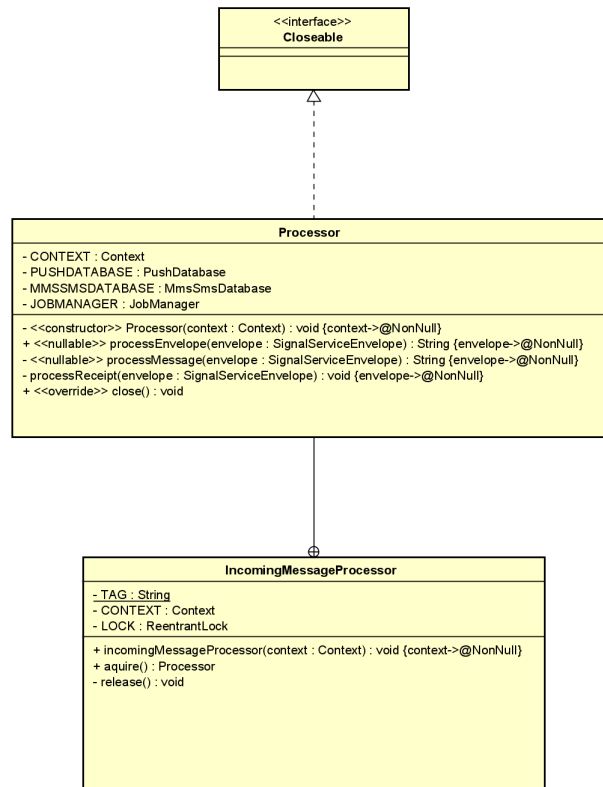 <<interface>>
Closeable
Processor
- CONTEXT : Context
- PUSHDATABASE : PushDatabase
- MMSSMSDATABASE : MmsSmsDatabase
- JOBMANAGER : JobManager
- <<constructor>> Processor(context : Context) : void {context->@NonNull}
+ <<nullable>> processEnvelope(envelope : SignalServiceEnvelope) : String {envelope->@NonNull}
- <<nullable>> processMessage(envelope : SignalServiceEnvelope) : String {envelope->@NonNull}
- processReceipt(envelope : SignalServiceEnvelope) : void {envelope->@NonNull}
+ <<override>> close() : void
IncomingMessageProcessor
- TAG : String
- CONTEXT : Context
- LOCK : ReentrantLock
+ incomingMessageProcessor(context : Context) : void {context->@NonNull}
+ aquire() : Processor
- release() : void